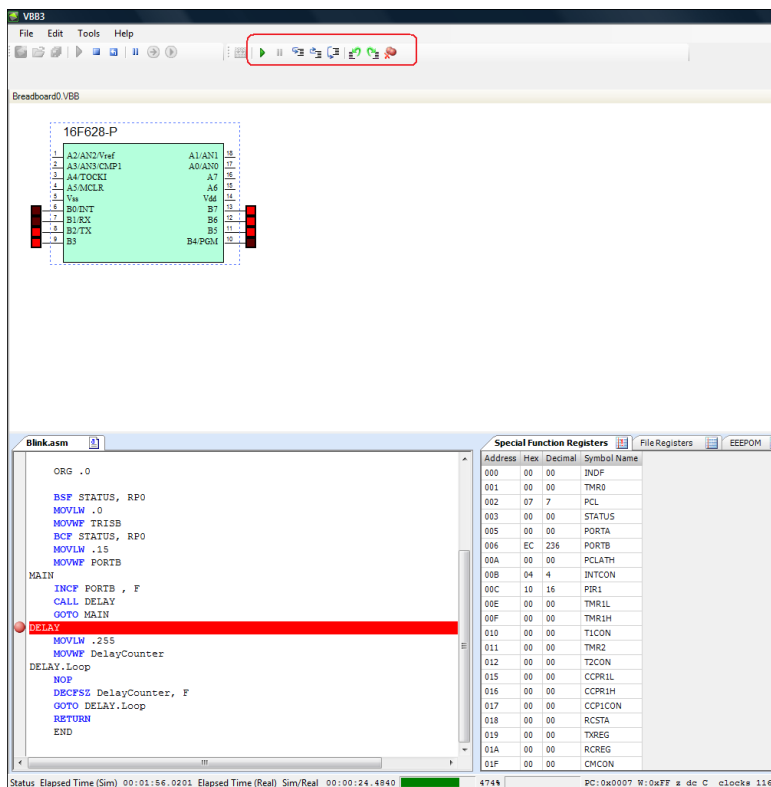 VBB3
File Edit Tools Help
Breadboard0.VBB
16F628-P
1 A2/AN2/Vref A1/AN1 18
2 A3/AN3/CMP1 A0/AN0 17
3 A4/TOCKI A7 16
4 A5/MCLR A6 15
5 Vss Vdd 14
6 B0/INT B7 13
7 B1/RX B6 12
8 B2/TX B5 11
9 B3 B4/PGM 10
Blink.asm
ORG .0
BSF STATUS, RP0
MOVLW .0
MOVWF TRISB
BCF STATUS, RP0
MOVLW .15
MOVWF PORTB
MAIN
INCF PORTB , F
CALL DELAY
GOTO MAIN
DELAY
MOVLW .255
MOVWF DelayCounter
DELAY.Loop
NOP
DECFSZ DelayCounter, F
GOTO DELAY.Loop
RETURN
END
Special Function Registers File Registers EEEPOM
Address Hex Decimal Symbol Name
000 00 00 INDF
001 00 00 TMR0
002 07 7 PCL
003 00 00 STATUS
005 00 00 PORTA
006 EC 236 PORTB
00A 00 00 PCLATH
00B 04 4 INTCON
00C 10 16 PIR1
00E 00 00 TMR1L
00F 00 00 TMR1H
010 00 00 T1CON
011 00 00 TMR2
012 00 00 T2CON
015 00 00 CCPR1L
016 00 00 CCPR1H
017 00 00 CCP1CON
018 00 00 RCSTA
019 00 00 TXREG
01A 00 00 RCREG
01F 00 00 CMCON
Status Elapsed Time (Sim) 00:01:56.0201 Elapsed Time (Real) Sim/Real 00:00:24.4840 474% PC:0x0007 W:0xFF z dc C clocks 116